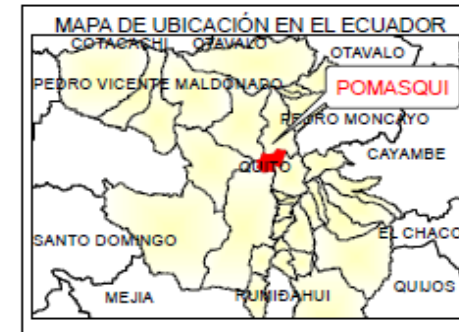 MAPA DE UBICACIÓN EN EL ECUADOR
COTACACHI
OTAVALO
OTAVALO
PEDRO VICENTE MALDONADO
POMASQUI
PEDRO MONCAYO
CAYAMBE
QUITO
SANTO DOMINGO
EL CHACO
MEJIA
RUMIÐAHUI
QUIJOS